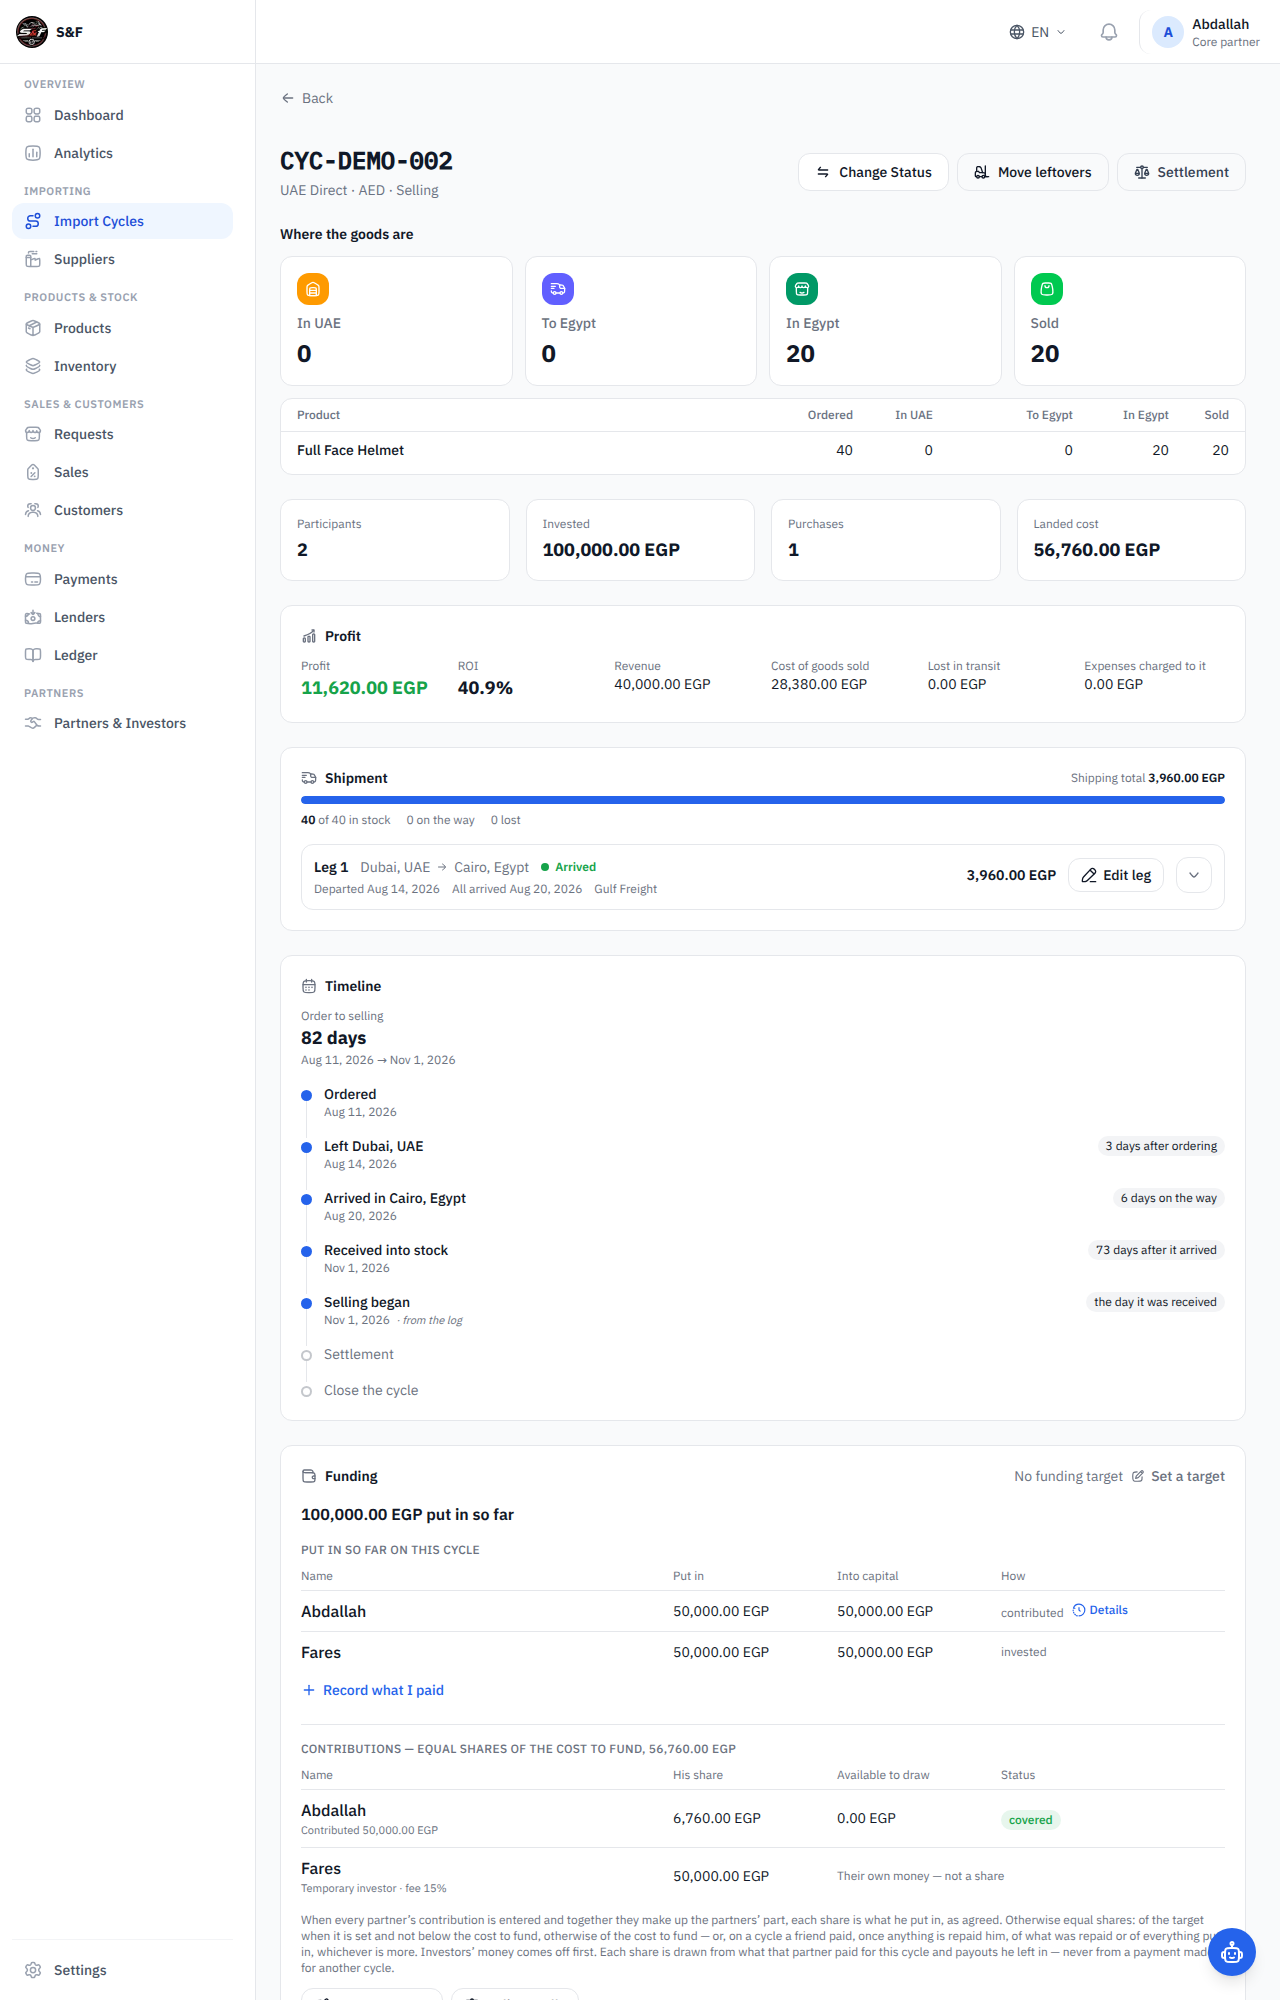 S&F
EN
A
Abdallah
Core partner
OVERVIEW
Dashboard
Analytics
IMPORTING
Import Cycles
Suppliers
PRODUCTS & STOCK
Products
Inventory
SALES & CUSTOMERS
Requests
Sales
Customers
MONEY
Payments
Lenders
Ledger
PARTNERS
Partners & Investors
Settings
Back
CYC-DEMO-002
UAE Direct · AED · Selling
Change Status
Move leftovers
Settlement
Where the goods are
In UAE
0
To Egypt
0
In Egypt
20
Sold
20
Product Ordered In UAE To Egypt In Egypt Sold
Full Face Helmet 40 0 0 20 20
Participants
2
Invested
100,000.00 EGP
Purchases
1
Landed cost
56,760.00 EGP
Profit
Profit
11,620.00 EGP
ROI
40.9%
Revenue
40,000.00 EGP
Cost of goods sold
28,380.00 EGP
Lost in transit
0.00 EGP
Expenses charged to it
0.00 EGP
Shipment
Shipping total 3,960.00 EGP
40 of 40 in stock 0 on the way 0 lost
Leg 1 Dubai, UAE → Cairo, Egypt Arrived
Departed Aug 14, 2026 All arrived Aug 20, 2026 Gulf Freight
3,960.00 EGP
Edit leg
Timeline
Order to selling
82 days
Aug 11, 2026 → Nov 1, 2026
Ordered
Aug 11, 2026
Left Dubai, UAE
Aug 14, 2026
3 days after ordering
Arrived in Cairo, Egypt
Aug 20, 2026
6 days on the way
Received into stock
Nov 1, 2026
73 days after it arrived
Selling began
Nov 1, 2026 · from the log
the day it was received
Settlement
Close the cycle
Funding
No funding target
Set a target
100,000.00 EGP put in so far
PUT IN SO FAR ON THIS CYCLE
Name Put in Into capital How
Abdallah 50,000.00 EGP 50,000.00 EGP contributed Details
Fares 50,000.00 EGP 50,000.00 EGP invested
Record what I paid
CONTRIBUTIONS — EQUAL SHARES OF THE COST TO FUND, 56,760.00 EGP
Name His share Available to draw Status
Abdallah
Contributed 50,000.00 EGP
6,760.00 EGP 0.00 EGP covered
Fares
Temporary investor · fee 15%
50,000.00 EGP Their own money — not a share
When every partner's contribution is entered and together they make up the partners' part, each share is what he put in, as agreed. Otherwise equal shares: of the target
when it is set and not below the cost to fund, otherwise of the cost to fund — or, on a cycle a friend paid, once anything is repaid him, of what was repaid or of everything
in, whichever is more. Investors' money comes off first. Each share is drawn from what that partner paid for this cycle and payouts he left in — never from a payment
for another cycle.